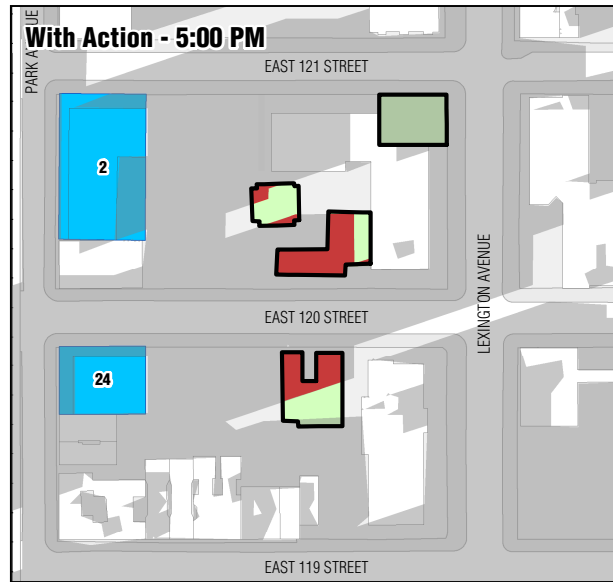 With Action - 5:00 PM
PARK AVENUE
EAST 121 STREET
2
LEXINGTON AVENUE
EAST 120 STREET
24
EAST 119 STREET